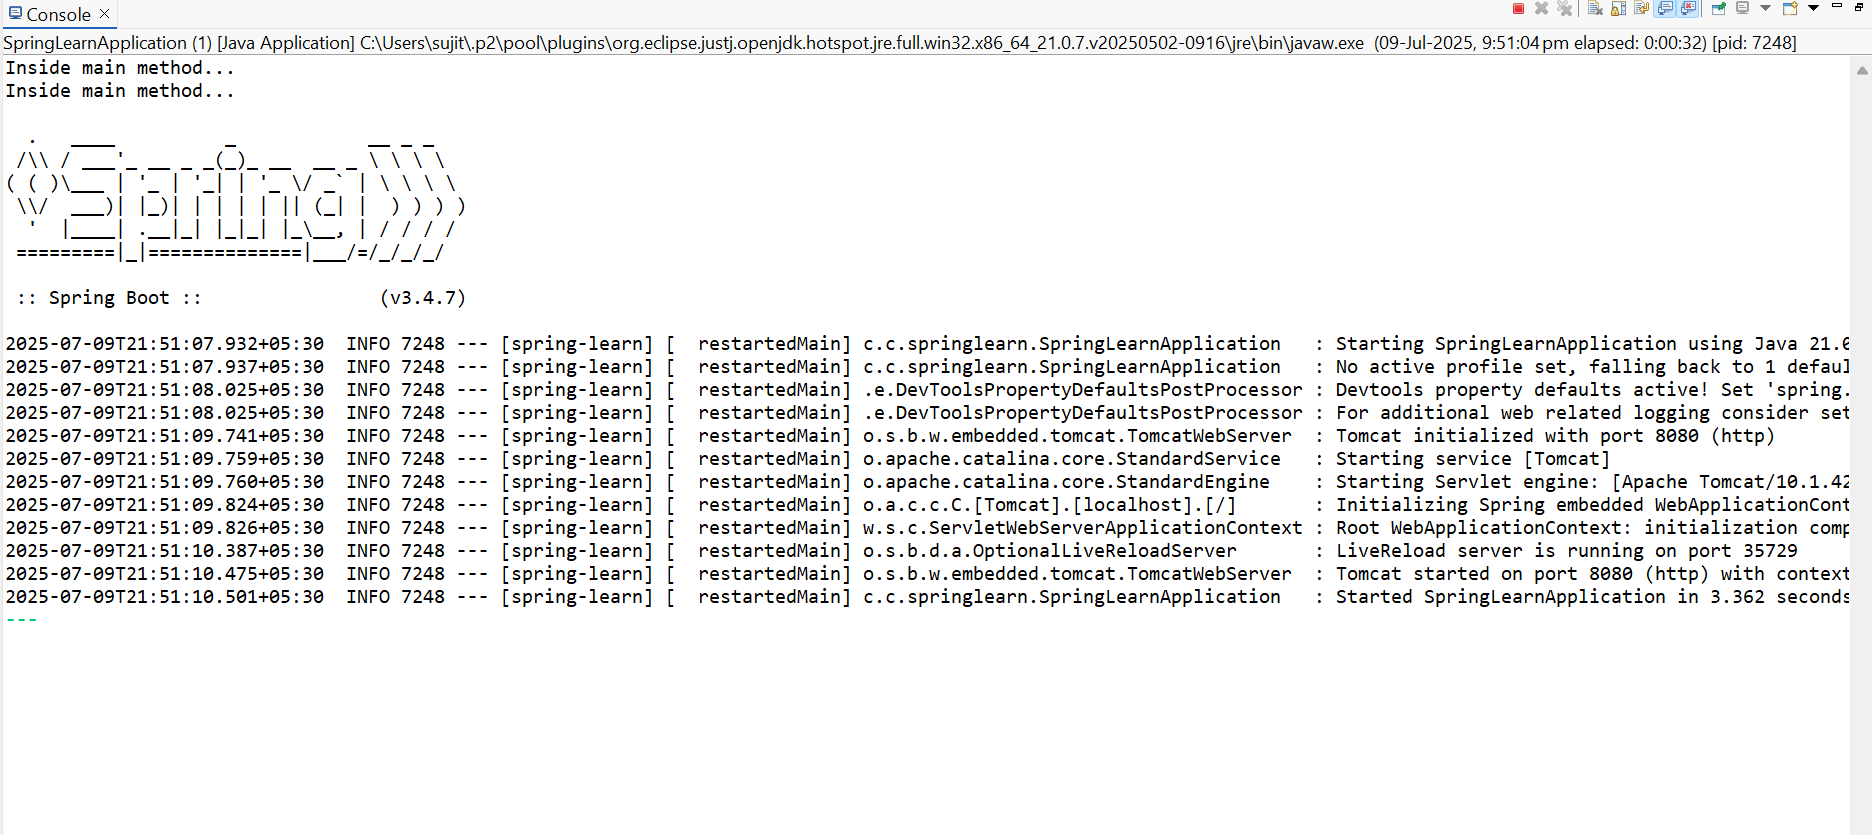 Console
SpringLearnApplication (1) [Java Application] C:\Users\sujit\.p2\pool\plugins\org.eclipse.justj.openjdk.hotspot.jre.full.win32.x86_64_21.0.7.v20250502-0916\jre\bin\javaw.exe (09-Jul-2025, 9:51:04 pm elapsed: 0:00:32) [pid: 7248]
Inside main method...
Inside main method...
  .   ____          _            __ _ _
 /\\ / ___'_ __ _ _(_)_ __  __ _ \ \ \ \
( ( )\___ | '_ | '_| | '_ \/ _` | \ \ \ \
 \\/  ___)| |_)| | | | | || (_| |  ) ) ) )
  '  |____| .__|_| |_|_| |_\__, | / / / /
 =========|_|==============|___/=/_/_/_/
 :: Spring Boot ::                (v3.4.7)
2025-07-09T21:51:07.932+05:30  INFO 7248 --- [spring-learn] [  restartedMain] c.c.springlearn.SpringLearnApplication   : Starting SpringLearnApplication using Java 21.0
2025-07-09T21:51:07.937+05:30  INFO 7248 --- [spring-learn] [  restartedMain] c.c.springlearn.SpringLearnApplication   : No active profile set, falling back to 1 defaul
2025-07-09T21:51:08.025+05:30  INFO 7248 --- [spring-learn] [  restartedMain] .e.DevToolsPropertyDefaultsPostProcessor : Devtools property defaults active! Set 'spring.
2025-07-09T21:51:08.025+05:30  INFO 7248 --- [spring-learn] [  restartedMain] .e.DevToolsPropertyDefaultsPostProcessor : For additional web related logging consider set
2025-07-09T21:51:09.741+05:30  INFO 7248 --- [spring-learn] [  restartedMain] o.s.b.w.embedded.tomcat.TomcatWebServer  : Tomcat initialized with port 8080 (http)
2025-07-09T21:51:09.759+05:30  INFO 7248 --- [spring-learn] [  restartedMain] o.apache.catalina.core.StandardService   : Starting service [Tomcat]
2025-07-09T21:51:09.760+05:30  INFO 7248 --- [spring-learn] [  restartedMain] o.apache.catalina.core.StandardEngine    : Starting Servlet engine: [Apache Tomcat/10.1.42
2025-07-09T21:51:09.824+05:30  INFO 7248 --- [spring-learn] [  restartedMain] o.a.c.c.C.[Tomcat].[localhost].[/]       : Initializing Spring embedded WebApplicationCont
2025-07-09T21:51:09.826+05:30  INFO 7248 --- [spring-learn] [  restartedMain] w.s.c.ServletWebServerApplicationContext : Root WebApplicationContext: initialization comp
2025-07-09T21:51:10.387+05:30  INFO 7248 --- [spring-learn] [  restartedMain] o.s.b.d.a.OptionalLiveReloadServer       : LiveReload server is running on port 35729
2025-07-09T21:51:10.475+05:30  INFO 7248 --- [spring-learn] [  restartedMain] o.s.b.w.embedded.tomcat.TomcatWebServer  : Tomcat started on port 8080 (http) with context
2025-07-09T21:51:10.501+05:30  INFO 7248 --- [spring-learn] [  restartedMain] c.c.springlearn.SpringLearnApplication   : Started SpringLearnApplication in 3.362 seconds
---